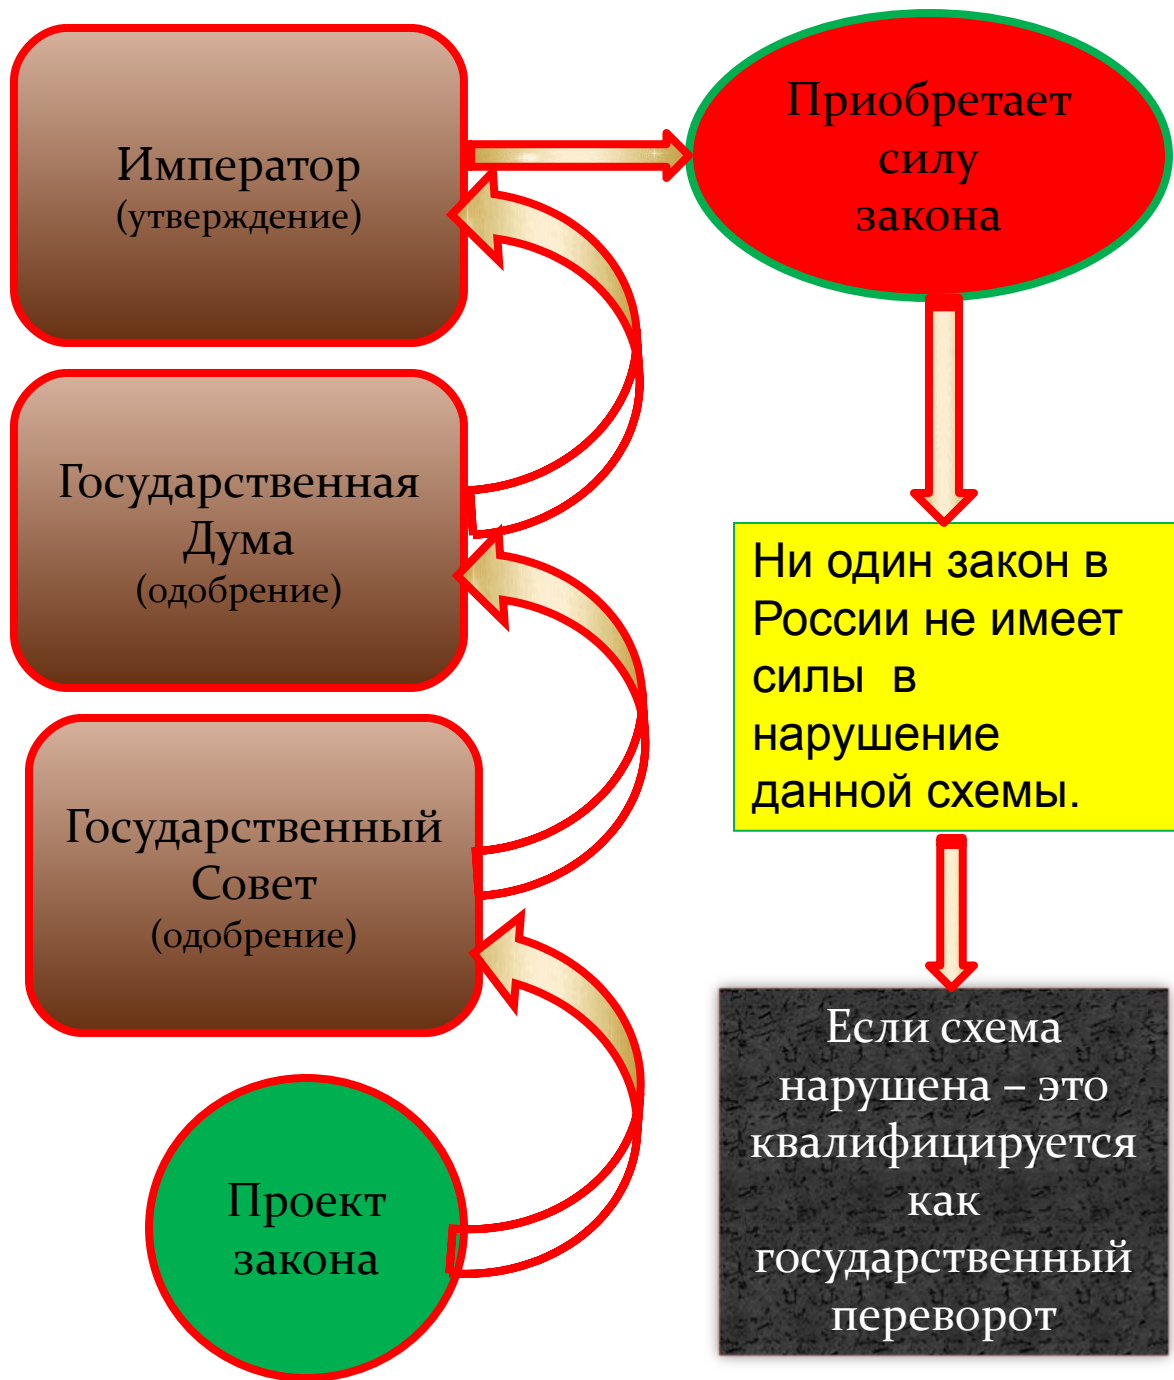 Император
(утверждение)
Приобретает
силу
закона
Государственная
Дума
(одобрение)
Ни один закон в
России не имеет
силы в
нарушение
данной схемы.
Государственный
Совет
(одобрение)
Если схема
нарушена – это
квалифицируется
как
государственный
переворот
Проект
закона